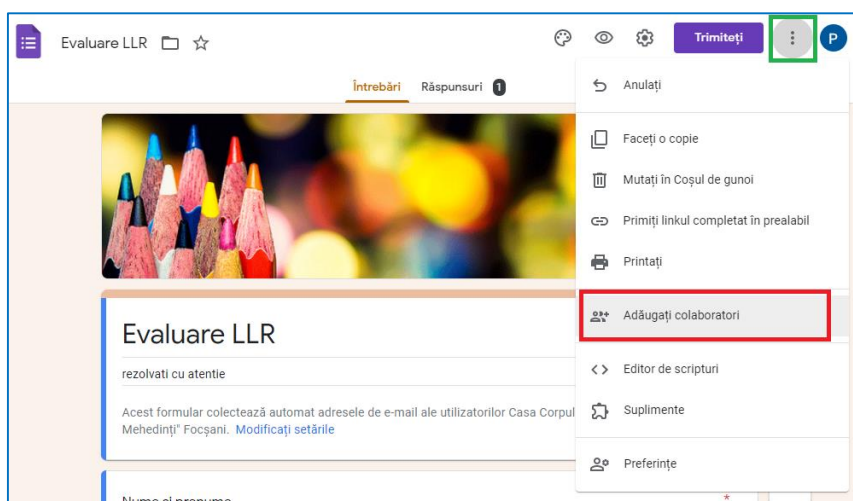 Evaluare LLR
Trimiteți
P
Întrebări Răspunsuri 1
Anulați
Faceți o copie
Mutați în Coșul de gunoi
Primiți linkul completat în prealabil
Printați
Adăugați colaboratori
Editor de scripturi
Suplimente
Preferințe
Evaluare LLR
rezolvati cu atentie
Acest formular colectează automat adresele de e-mail ale utilizatorilor Casa Corpul
Mehedinți" Focșani. Modificați setările
Nume si prenume
*